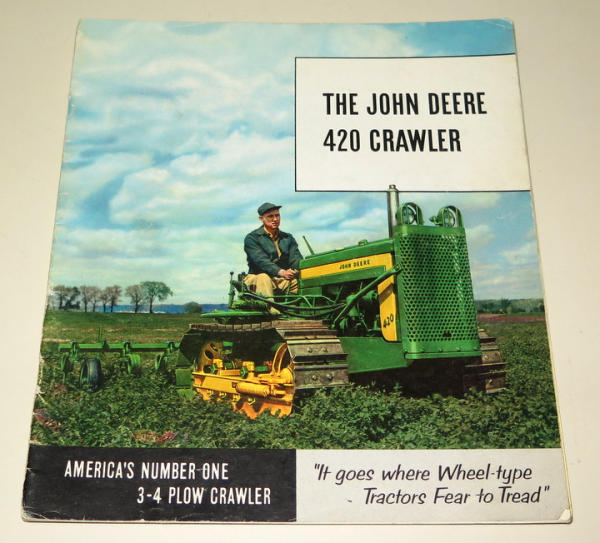 THE JOHN DEERE
420 CRAWLER
JOHN DEERE
420
AMERICA'S NUMBER-ONE
3-4 PLOW CRAWLER
"It goes where Wheel-type
Tractors Fear to Tread"